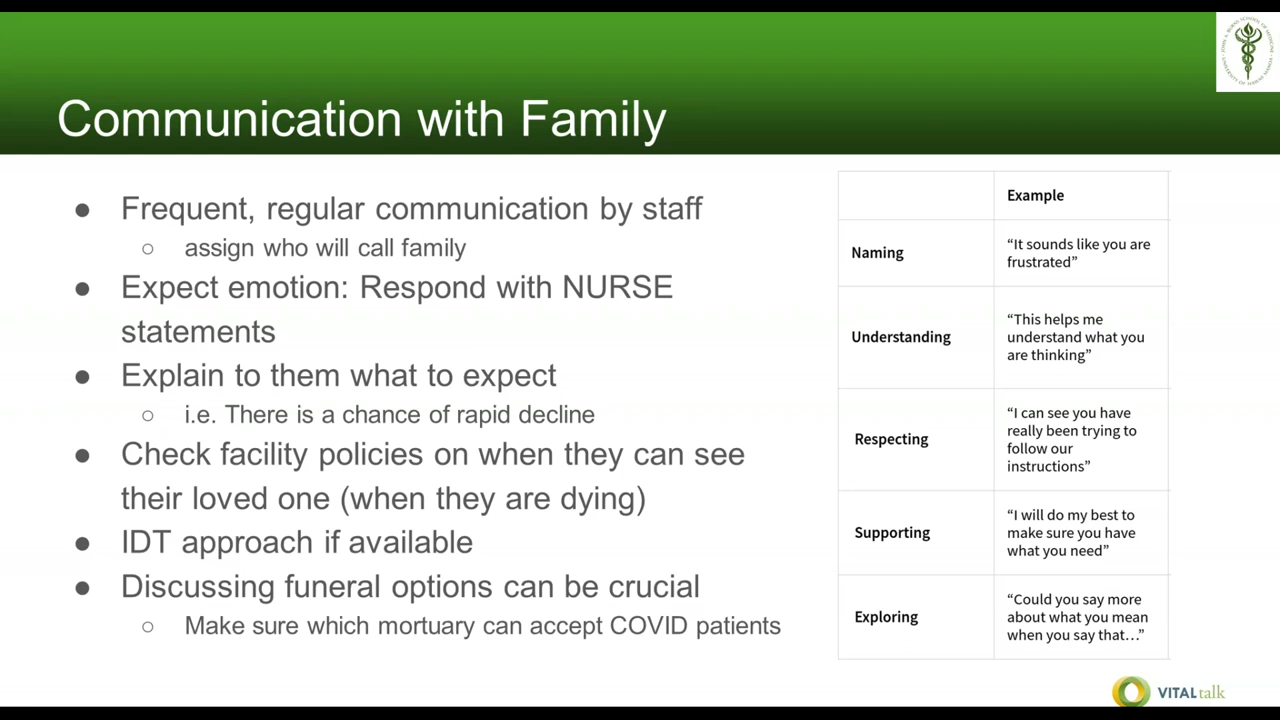 Communication with Family
● Frequent, regular communication by staff
○ assign who will call family
● Expect emotion: Respond with NURSE
statements
● Explain to them what to expect
○ i.e. There is a chance of rapid decline
● Check facility policies on when they can see
their loved one (when they are dying)
● IDT approach if available
● Discussing funeral options can be crucial
○ Make sure which mortuary can accept COVID patients
Example
Naming
“It sounds like you are
frustrated”
Understanding
“This helps me
understand what you
are thinking”
Respecting
“I can see you have
really been trying to
follow our
instructions”
Supporting
“I will do my best to
make sure you have
what you need”
Exploring
“Could you say more
about what you mean
when you say that…”
VITALtalk